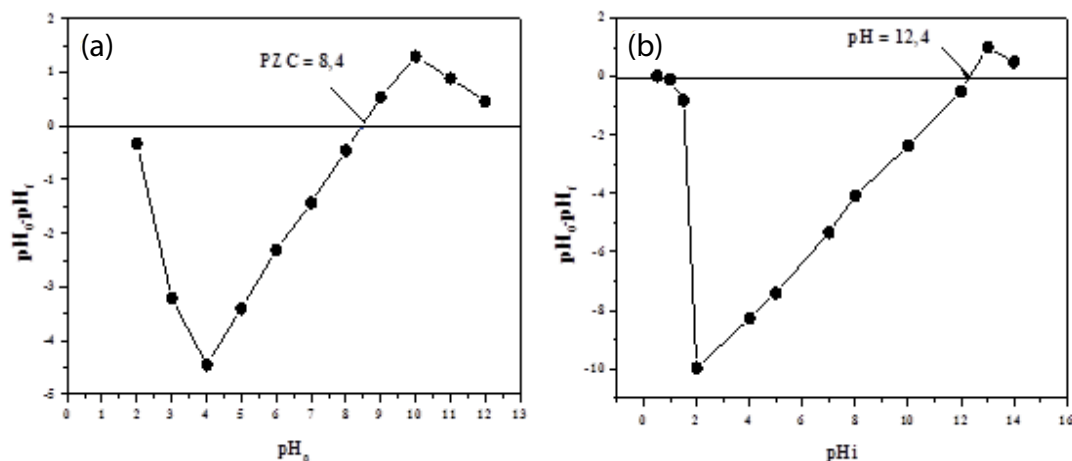 (a)
PZC = 8,4
2
1
0
-1
-2
-3
-4
-5
pH₀-pHf
0 1 2 3 4 5 6 7 8 9 10 11 12 13
pH₀
(b)
pH = 12,4
2
0
-2
-4
-6
-8
-10
pH₀-pHf
0 2 4 6 8 10 12 14 16
pHi